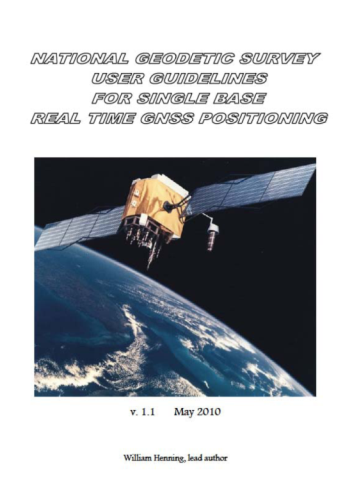 NATIONAL GEODETIC SURVEY
USER GUIDELINES
FOR SINGLE BASE
REAL TIME GNSS POSITIONING
v. 1.1 May 2010
William Henning, lead author